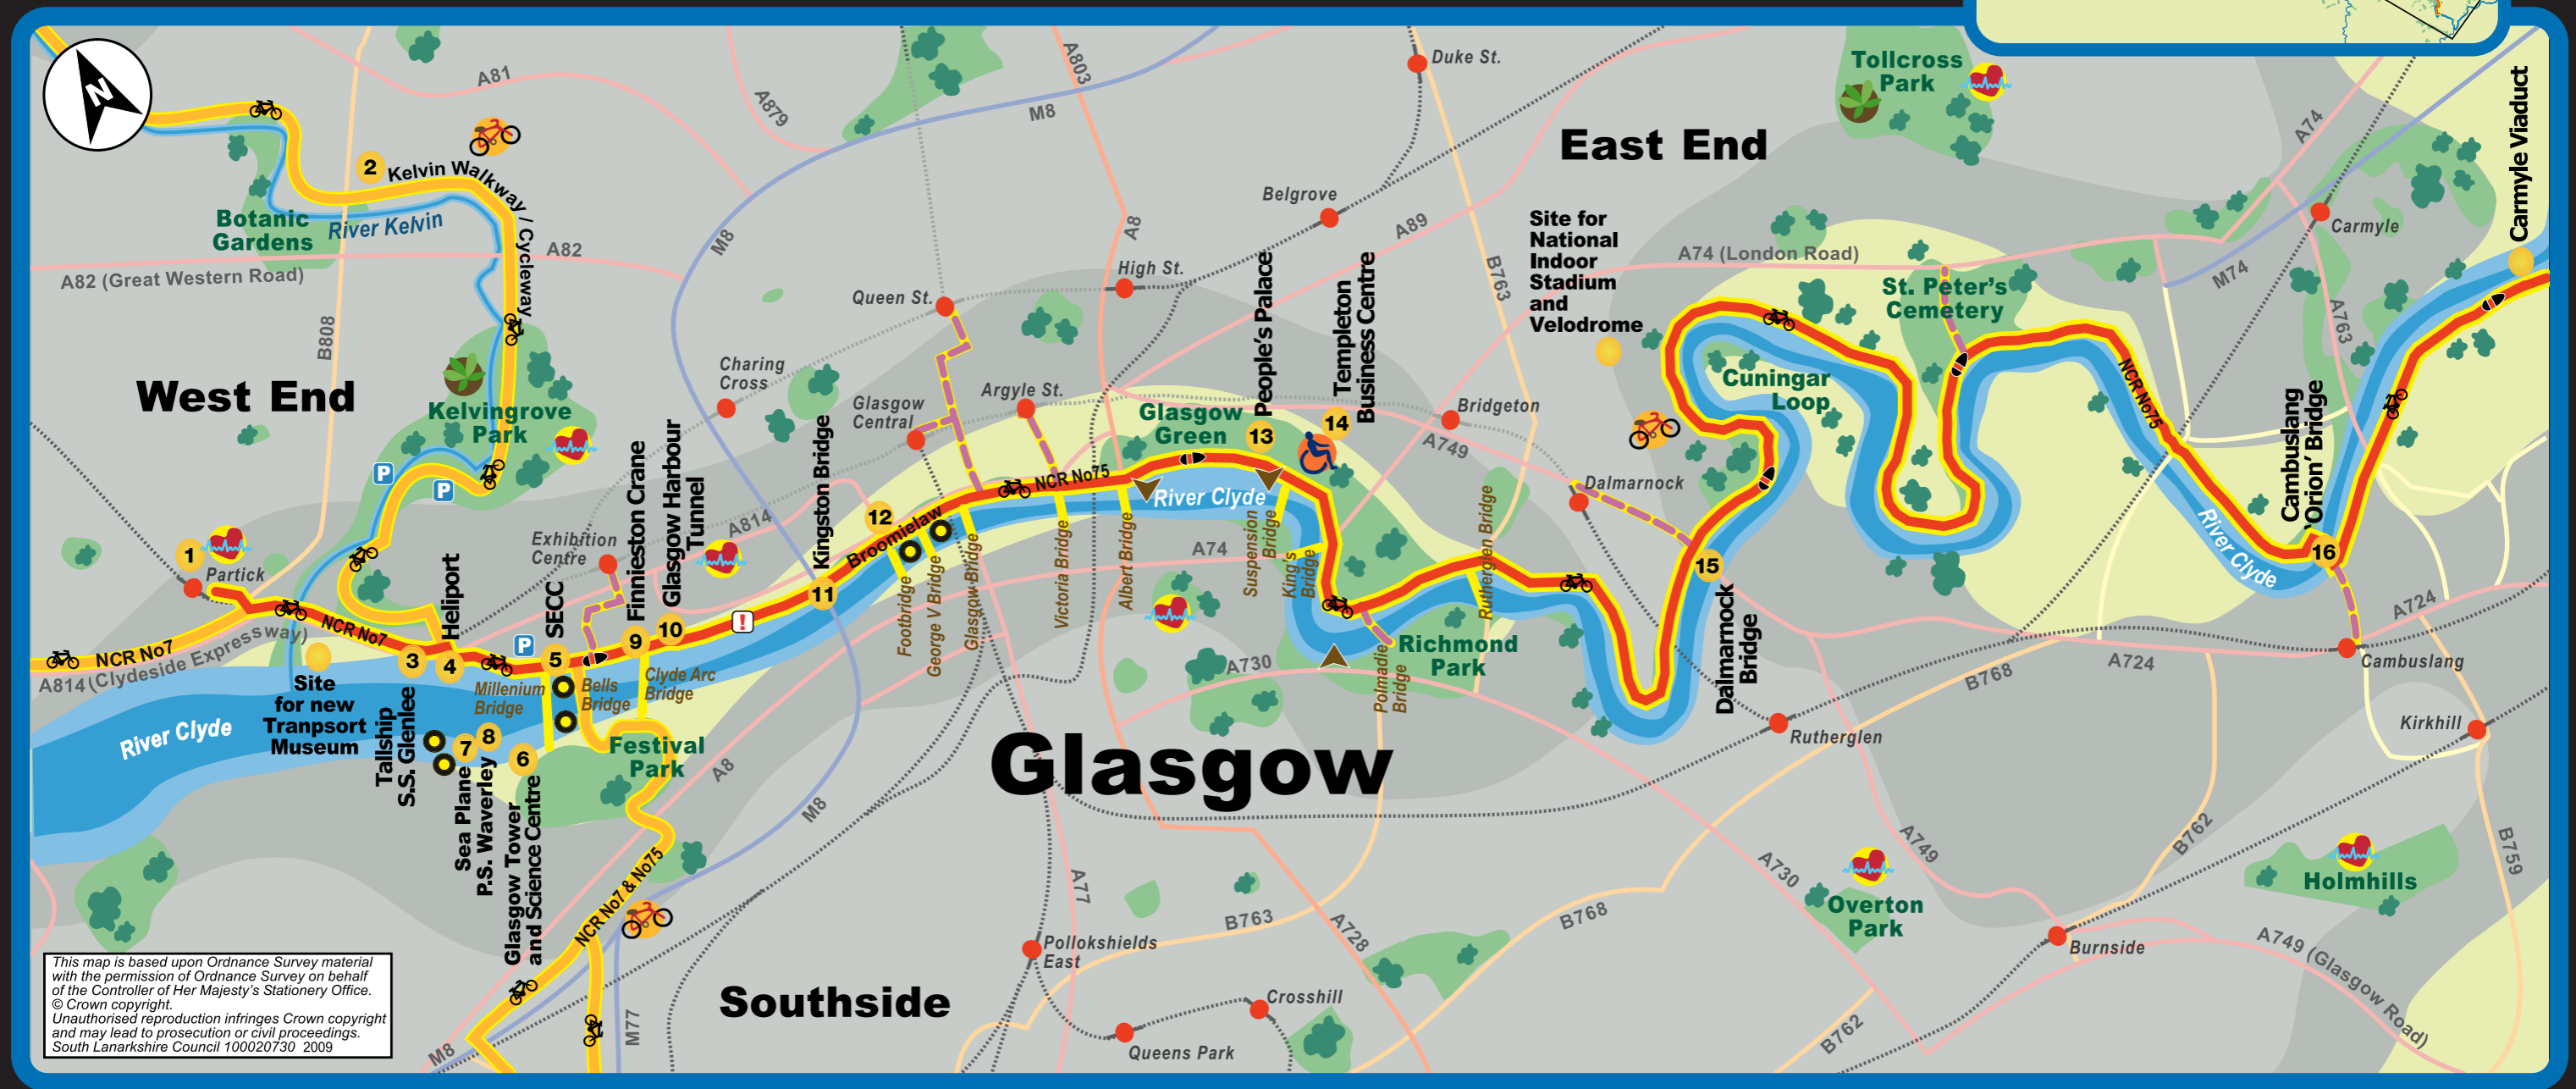 N
A81
A879
A803
M8
Duke St.
Tollcross
Park
East End
A74
Carmyle Viaduct
2
Kelvin Walkway / Cycleway
Botanic
Gardens
River Kelvin
A82
A82 (Great Western Road)
B808
M8
A8
Belgrove
A89
B763
Site for
National
Indoor
Stadium
and
Velodrome
A74 (London Road)
Carmyle
M74
A763
High St.
Queen St.
People's Palace
Templeton
Business Centre
St. Peter's
Cemetery
Charing
Cross
Glasgow
Central
Argyle St.
Glasgow
Green
13
14
Bridgeton
A749
Cuningar
Loop
NCR No75
West End
Kelvingrove
Park
P
P
Cambuslang
'Orion' Bridge
16
River Clyde
Dalmarnock
15
Dalmarnock
Bridge
1
Partick
Exhibition
Centre
A814
Finnieston Crane
Glasgow Harbour
Tunnel
Kingston Bridge
12
Broomielaw
11
NCR No75
River Clyde
A74
Footbridge
George V Bridge
Glasgow Bridge
Victoria Bridge
Albert Bridge
Suspension
Bridge
King's
Bridge
Rutherglen Bridge
Polmadie
Bridge
Richmond
Park
A730
NCR No7
NCR No7
A814 (Clydeside Expressway)
Heliport
SECC
P
3
4
5
9
10
!
Millenium
Bridge
Bells
Bridge
Clyde Arc
Bridge
River Clyde
Site
for new
Tranpsort
Museum
Tallship
S.S. Glenlee
7
8
6
Sea Plane
P.S. Waverley
Glasgow Tower
and Science Centre
Festival
Park
A8
M8
Glasgow
Rutherglen
B768
A724
A724
Cambuslang
Kirkhill
NCR No7 & No75
A77
B763
A728
B768
A730
A749
B762
B759
Overton
Park
Holmhills
Burnside
A749 (Glasgow Road)
B762
Pollokshields
East
Crosshill
Queens Park
Southside
M77
M8
This map is based upon Ordnance Survey material
with the permission of Ordnance Survey on behalf
of the Controller of Her Majesty's Stationery Office.
© Crown copyright.
Unauthorised reproduction infringes Crown copyright
and may lead to prosecution or civil proceedings.
South Lanarkshire Council 100020730 2009